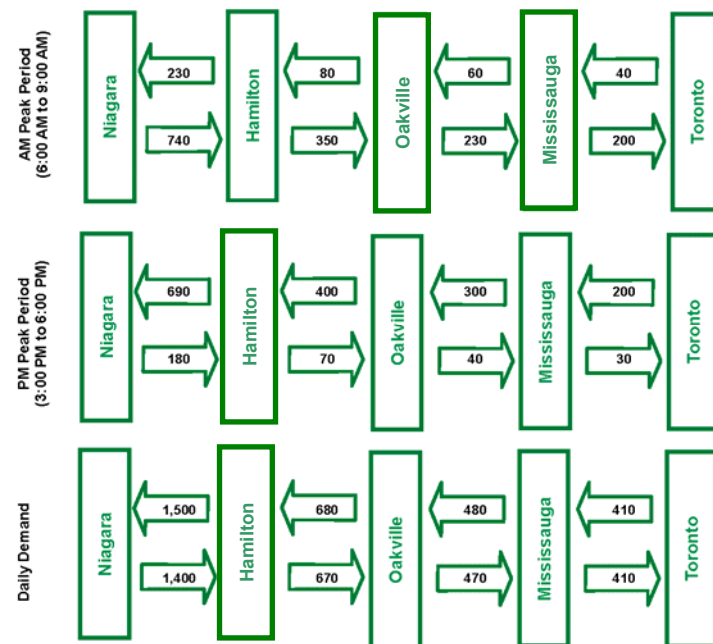 AM Peak Period
(6:00 AM to 9:00 AM)
Niagara
230
740
Hamilton
80
350
Oakville
60
230
Mississauga
40
200
Toronto
PM Peak Period
(3:00 PM to 6:00 PM)
Niagara
690
180
Hamilton
400
70
Oakville
300
40
Mississauga
200
30
Toronto
Daily Demand
Niagara
1,500
1,400
Hamilton
680
670
Oakville
480
470
Mississauga
410
410
Toronto